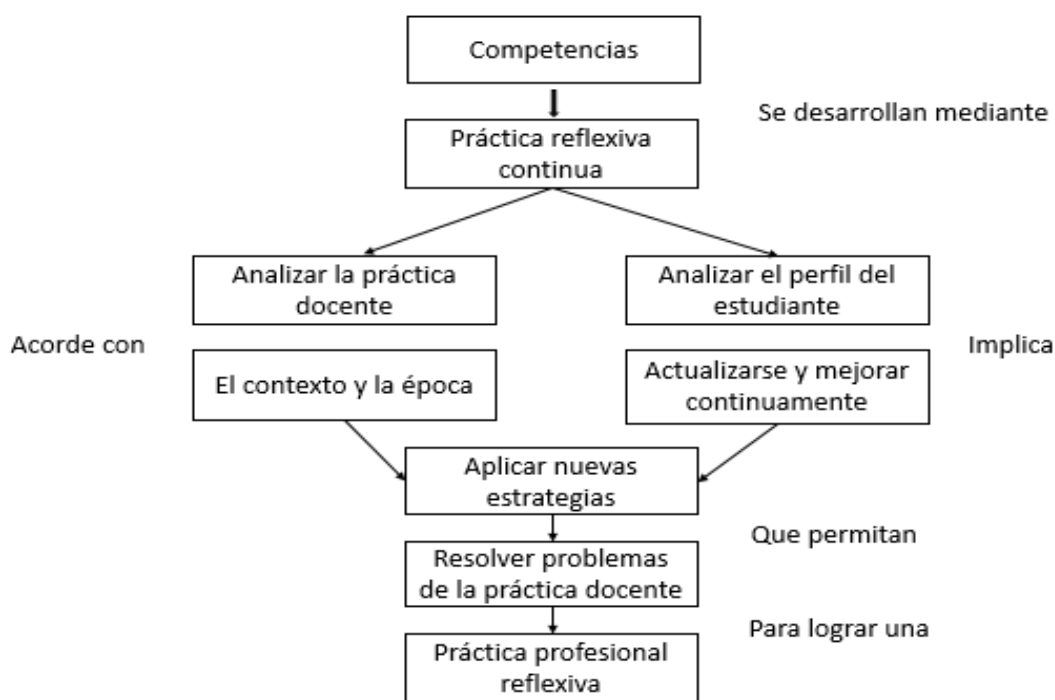 Competencias
Se desarrollan mediante
Práctica reflexiva
continua
Analizar la práctica
docente
Analizar el perfil del
estudiante
Acorde con
Implica
El contexto y la época
Actualizarse y mejorar
continuamente
Aplicar nuevas
estrategias
Que permitan
Resolver problemas
de la práctica docente
Para lograr una
Práctica profesional
reflexiva